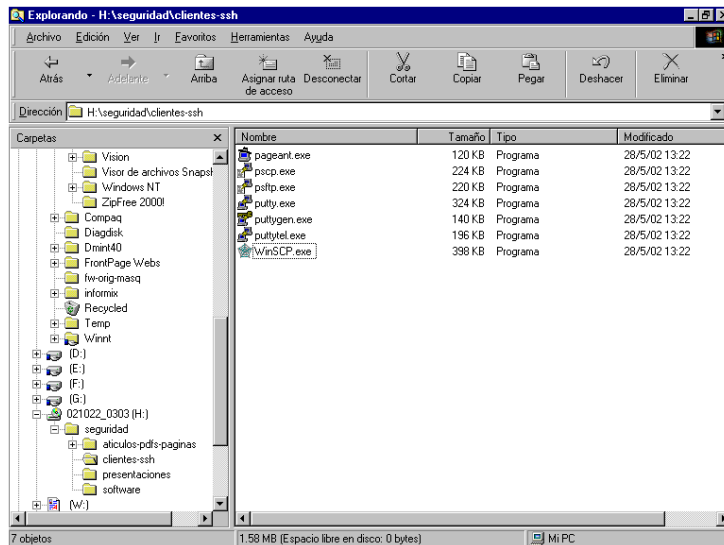 Explorando - H:\seguridad\clientes-ssh
Archivo Edición Ver Ir Favoritos Herramientas Ayuda
Atrás Adelante Arriba Asignar ruta de acceso Desconectar Cortar Copiar Pegar Deshacer Eliminar
Dirección H:\seguridad\clientes-ssh
Carpetas
Nombre Tamaño Tipo Modificado
Vision
Visor de archivos Snapsh
Windows NT
ZipFree 2000!
Compaq
Diagdisk
Dmint40
FrontPage Webs
fw-orig-masq
informix
Recycled
Temp
Winnt
(D:)
(E:)
(F:)
(G:)
021022_0303 (H:)
seguridad
aticulos-pdfs-paginas
clientes-ssh
presentaciones
software
(W:)
pageant.exe 120 KB Programa 28/5/02 13:22
pscp.exe 224 KB Programa 28/5/02 13:22
psftp.exe 220 KB Programa 28/5/02 13:22
putty.exe 324 KB Programa 28/5/02 13:22
puttygen.exe 140 KB Programa 28/5/02 13:22
puttytel.exe 196 KB Programa 28/5/02 13:22
WinSCP.exe 398 KB Programa 28/5/02 13:22
7 objetos 1.58 MB (Espacio libre en disco: 0 bytes) Mi PC